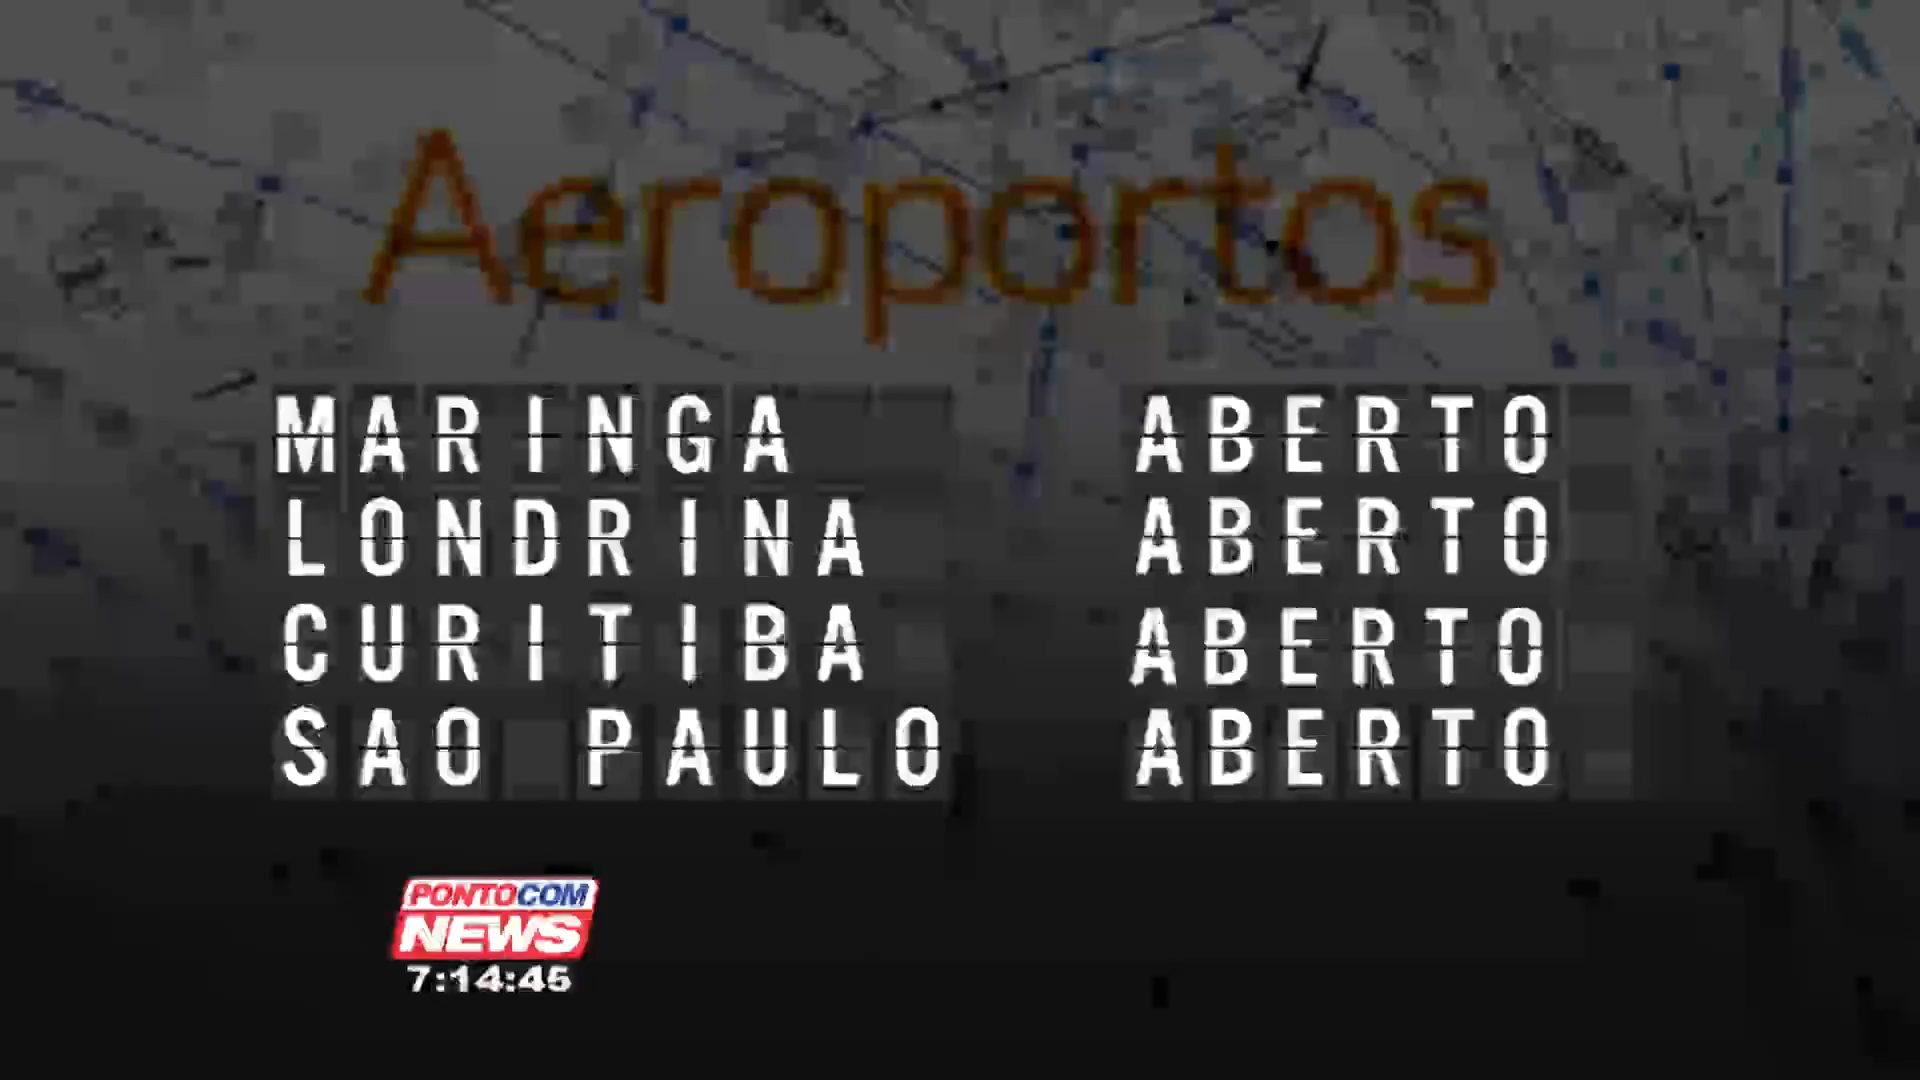 Aeroportos
MARINGA ABERTO
LONDRINA ABERTO
CURITIBA ABERTO
SAO PAULO ABERTO
PONTOCOM
NEWS
7:14:45